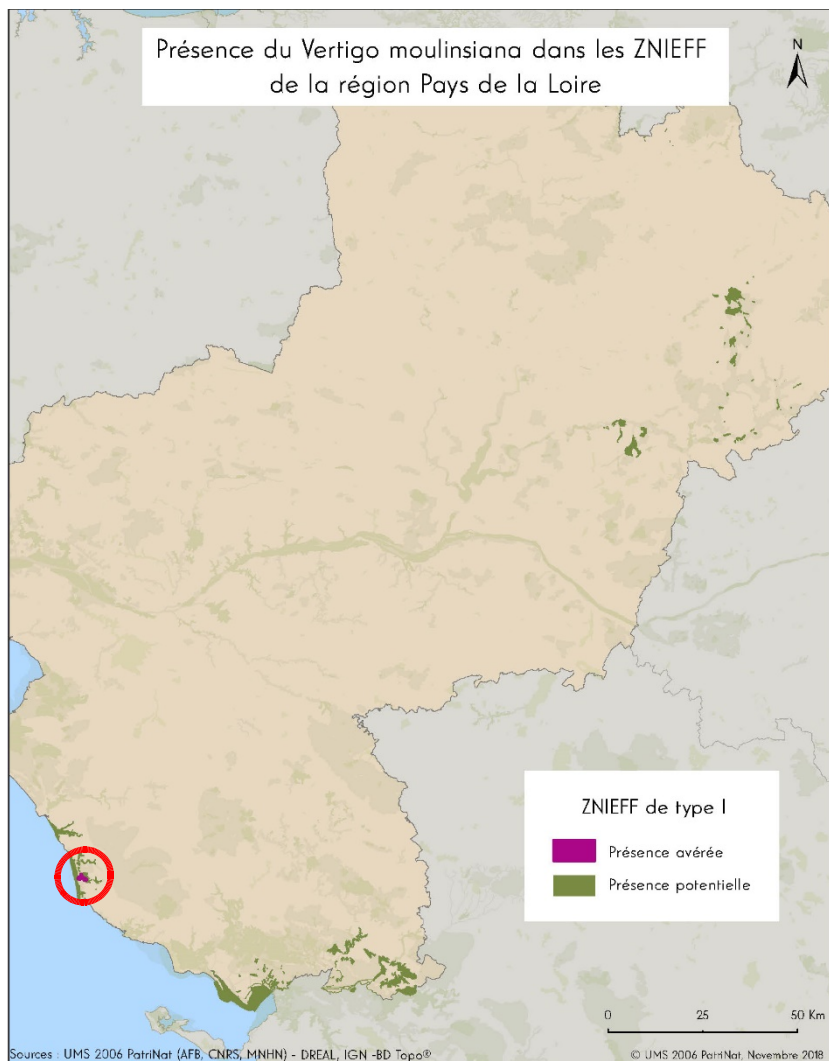 Présence du Vertigo moulinsiana dans les ZNIEFF
de la région Pays de la Loire
N
ZNIEFF de type I
Présence avérée
Présence potentielle
0 25 50 Km
Sources : UMS 2006 PatriNat (AFB, CNRS, MNHN) - DREAL, IGN -BD Topo®
© UMS 2006 PatriNat, Novembre 2018